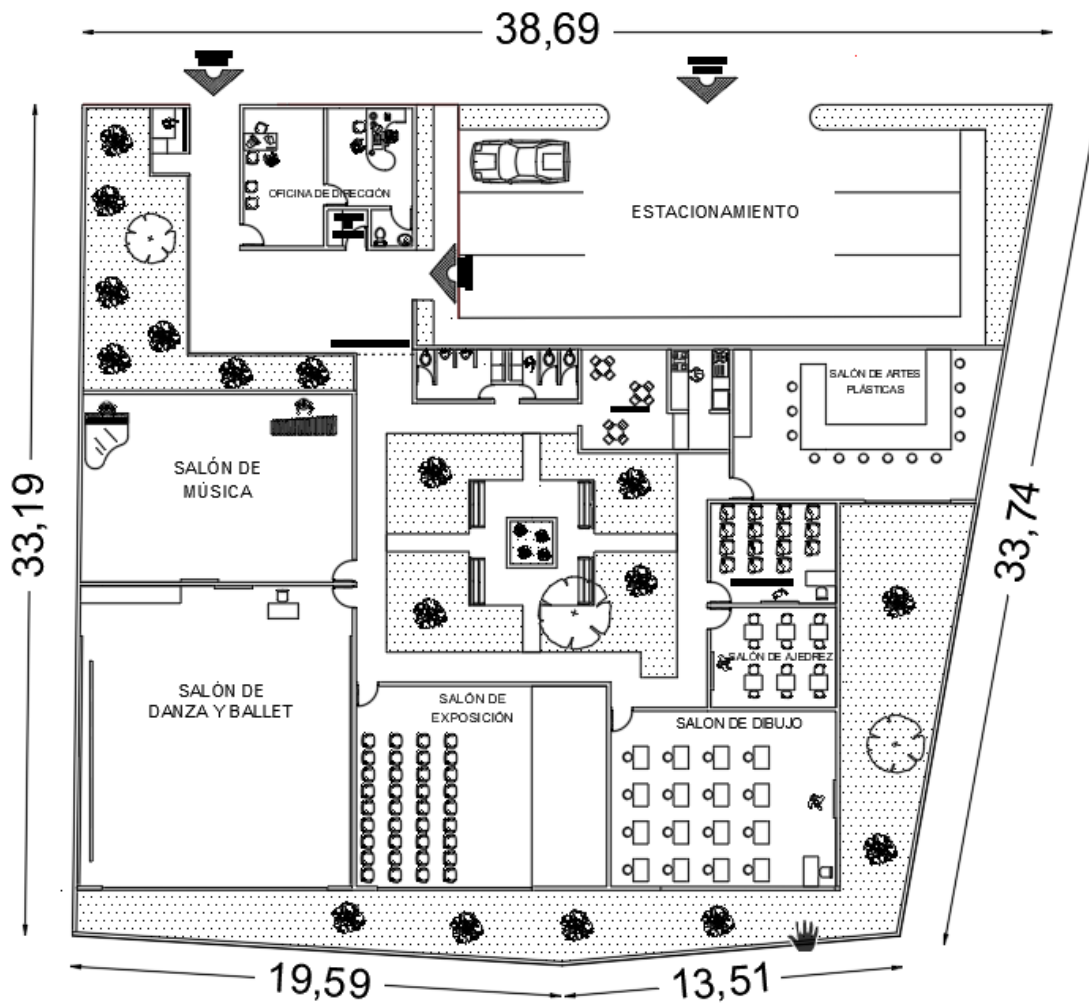 38,69
OFICINA DE DIRECCIÓN
ESTACIONAMIENTO
SALÓN DE ARTES
PLÁSTICAS
SALÓN DE
MÚSICA
33,19
33,74
SALÓN DE AJEDREZ
SALÓN DE
DANZA Y BALLET
SALÓN DE
EXPOSICIÓN
SALON DE DIBUJO
19,59
13,51